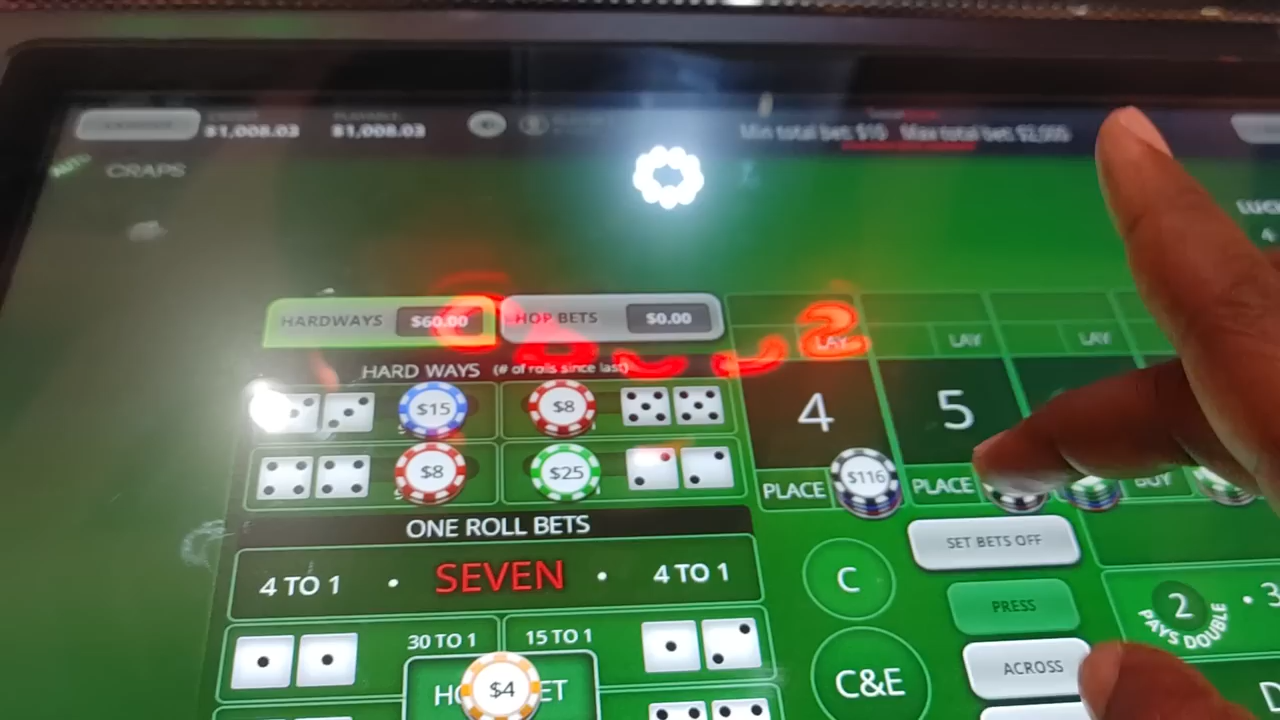 $1,008.03 $1,008.03 Min total bet: $10 Max total bet: $2,000
AUTO
CRAPS
HARDWAYS $60.00 HOP BETS $0.00
LAY LAY LAY
HARD WAYS (# of rolls since last)
$15 $8
4 5
$8 $25
PLACE $116 PLACE BUY
ONE ROLL BETS
SET BETS OFF
4 TO 1 • SEVEN • 4 TO 1
C
PRESS
2 • 3
PAYS DOUBLE
30 TO 1 15 TO 1
ACROSS
$4 ET
C&E